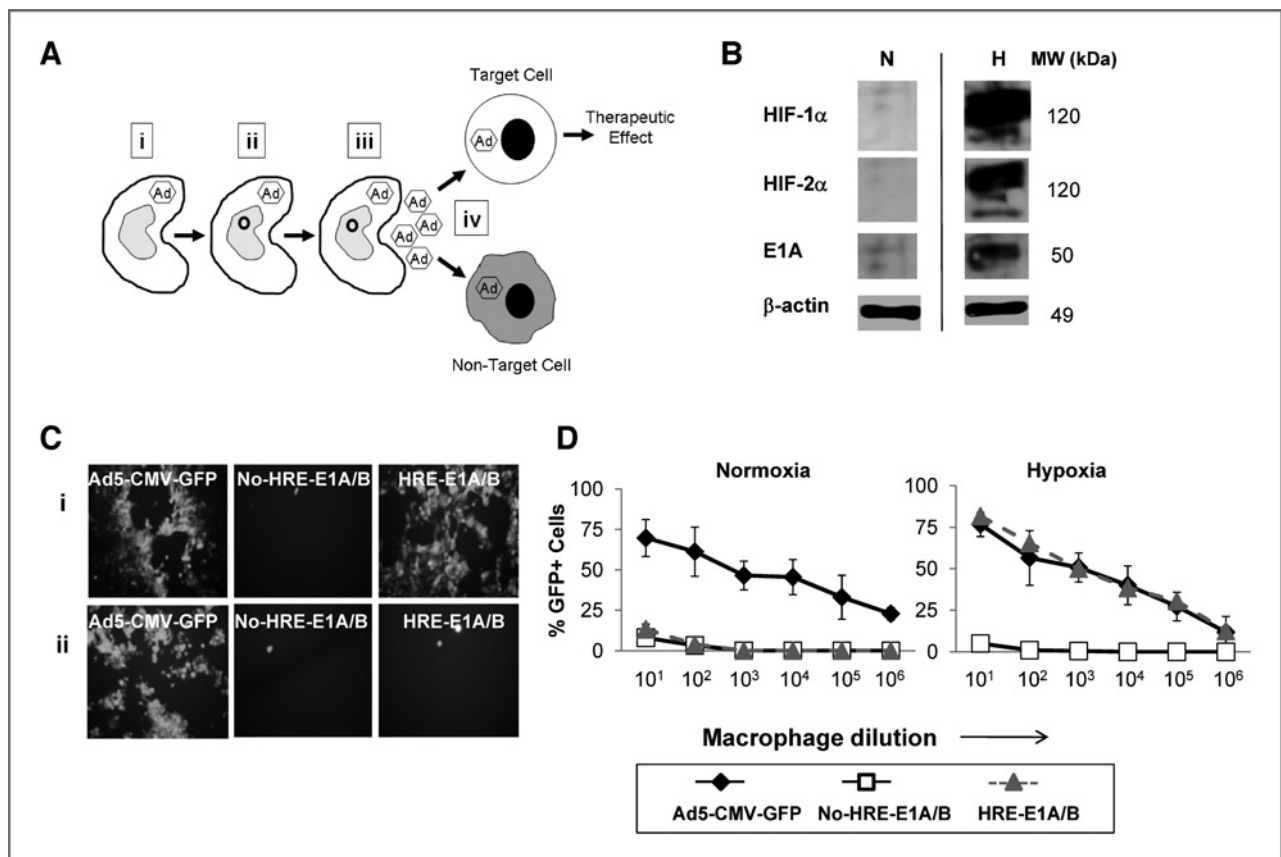 A
i
ii
iii
Ad
Ad
Ad
Ad
Ad
Ad
Ad
Ad
iv
Target Cell
Ad
Therapeutic
Effect
Ad
Non-Target Cell
B
N H MW (kDa)
HIF-1α 120
HIF-2α 120
E1A 50
β-actin 49
C
i
Ad5-CMV-GFP No-HRE-E1A/B HRE-E1A/B
ii
Ad5-CMV-GFP No-HRE-E1A/B HRE-E1A/B
D
Normoxia
% GFP+ Cells
100
75
50
25
0
10¹ 10² 10³ 10⁴ 10⁵ 10⁶
Hypoxia
100
75
50
25
0
10¹ 10² 10³ 10⁴ 10⁵ 10⁶
Macrophage dilution
Ad5-CMV-GFP No-HRE-E1A/B HRE-E1A/B